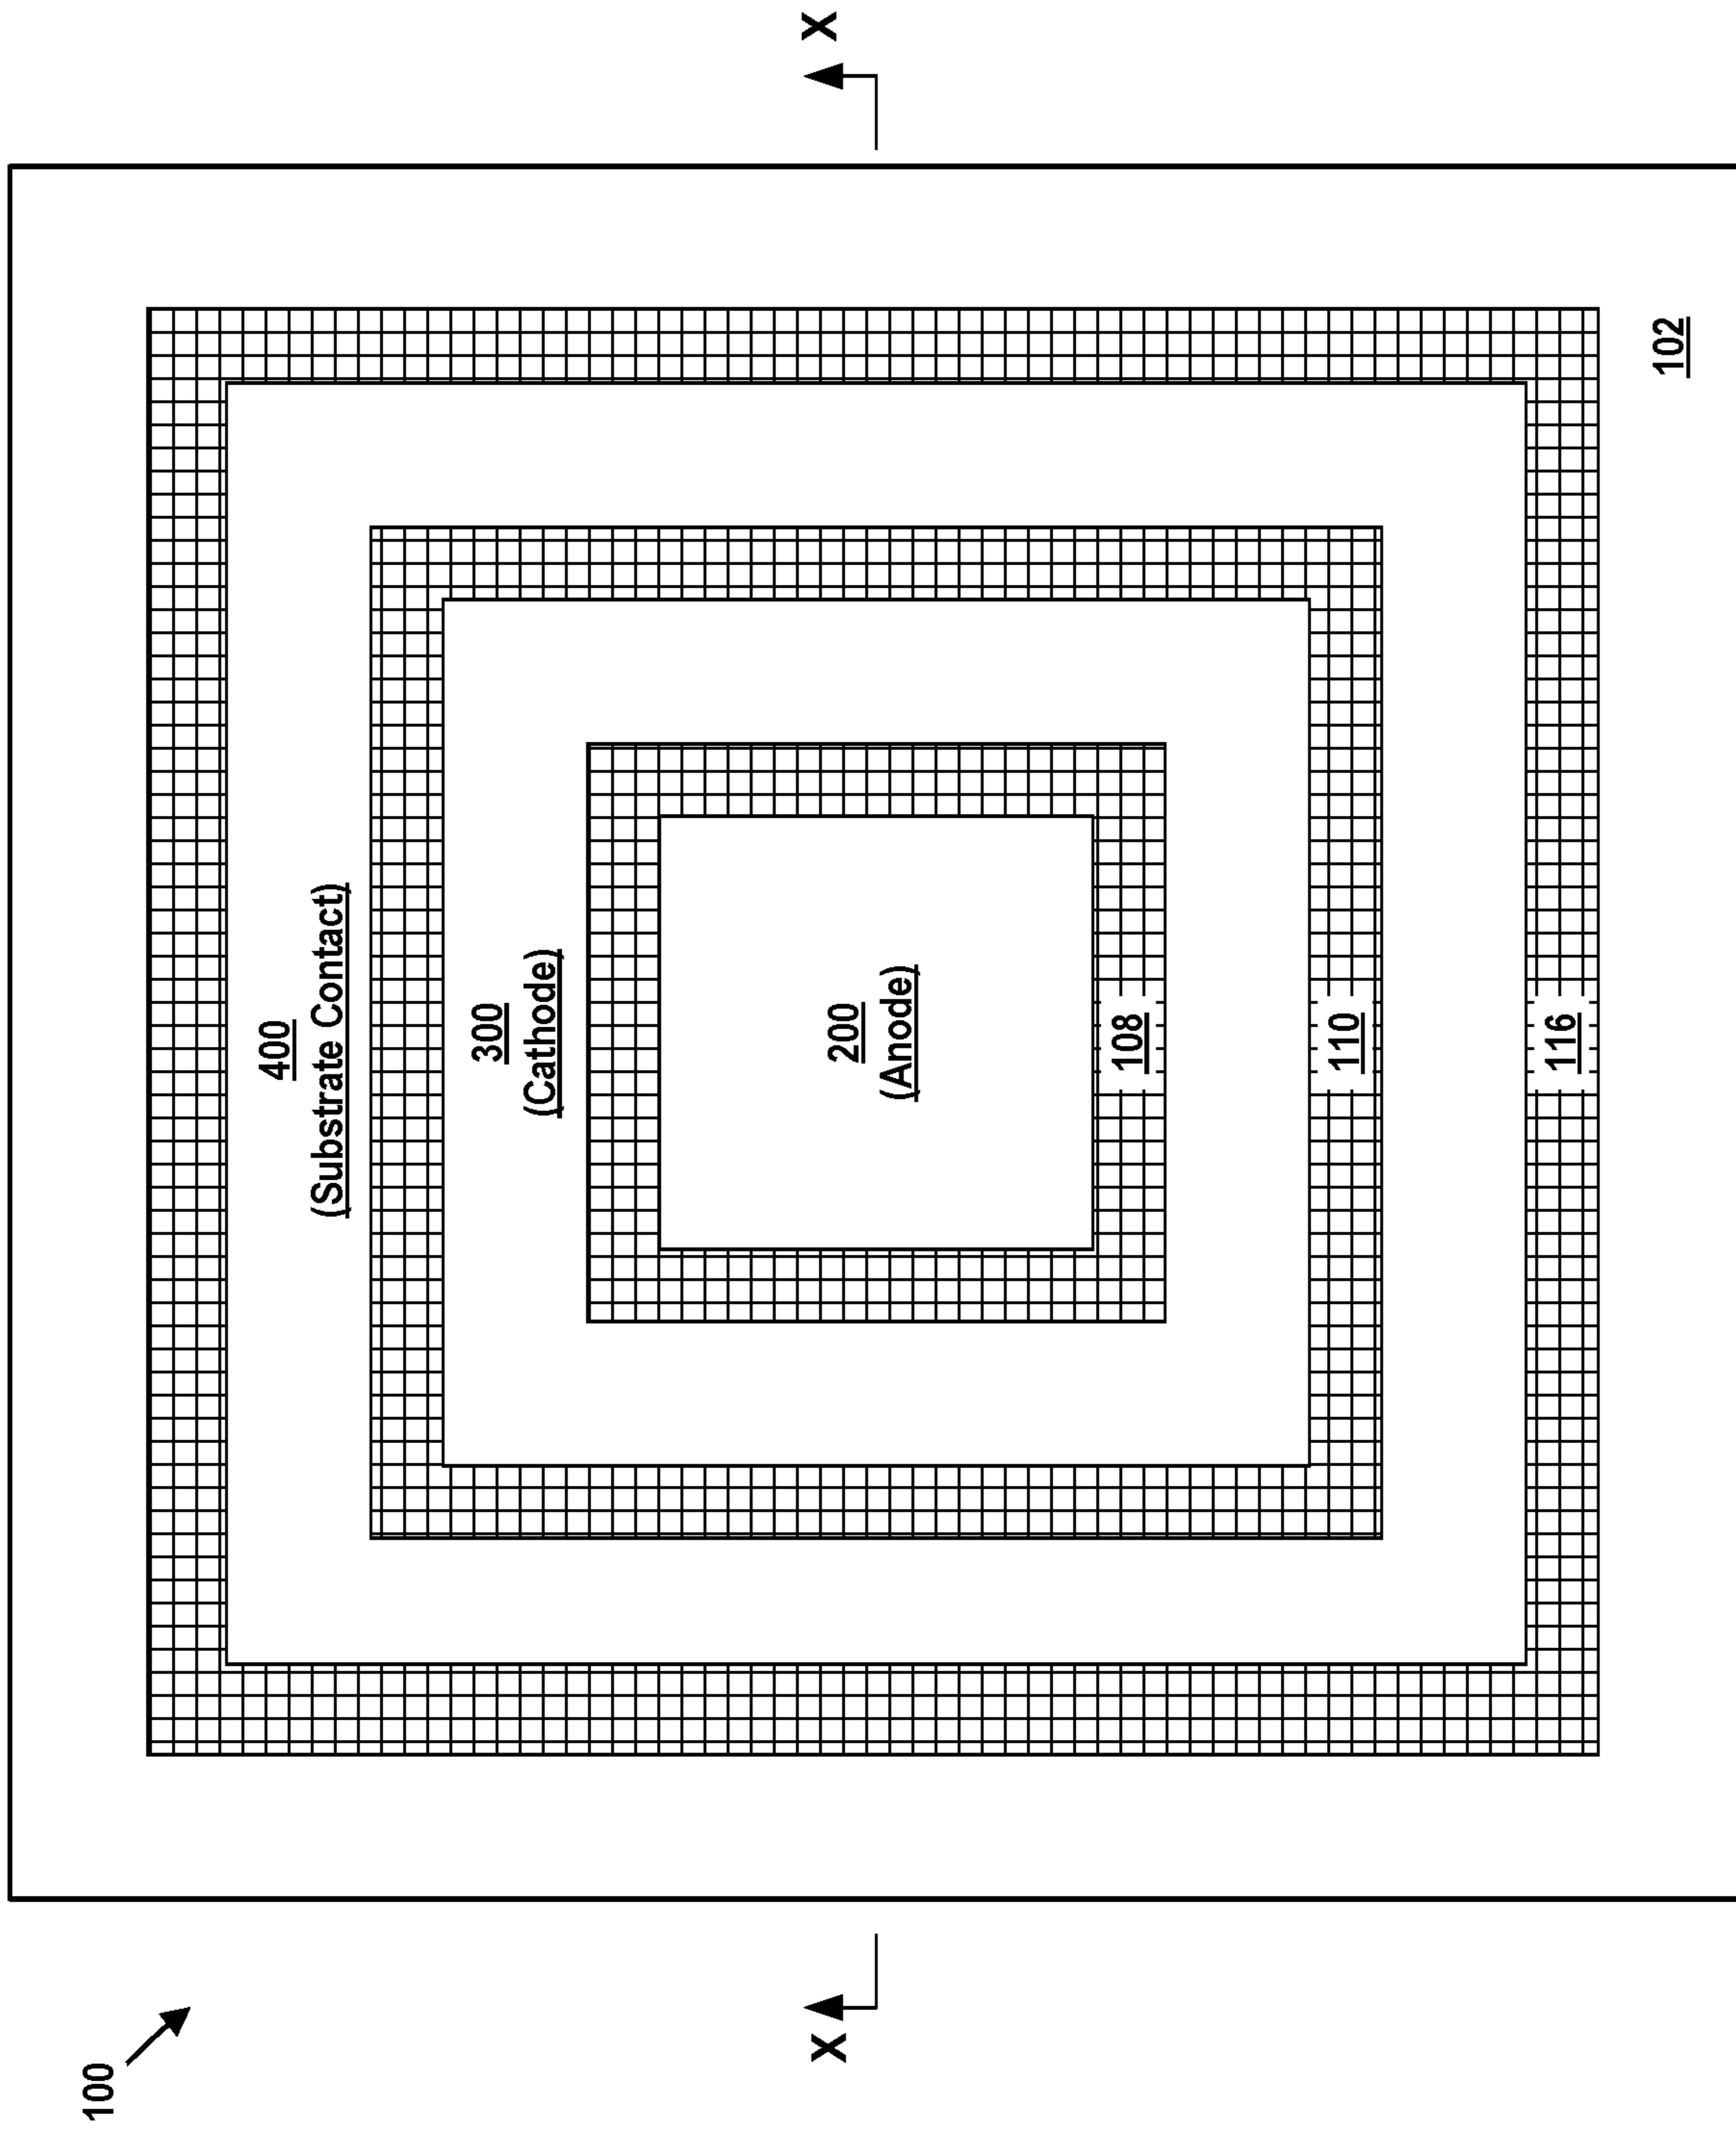 100
X
X
400
(Substrate Contact)
300
(Cathode)
200
(Anode)
108
110
116
102